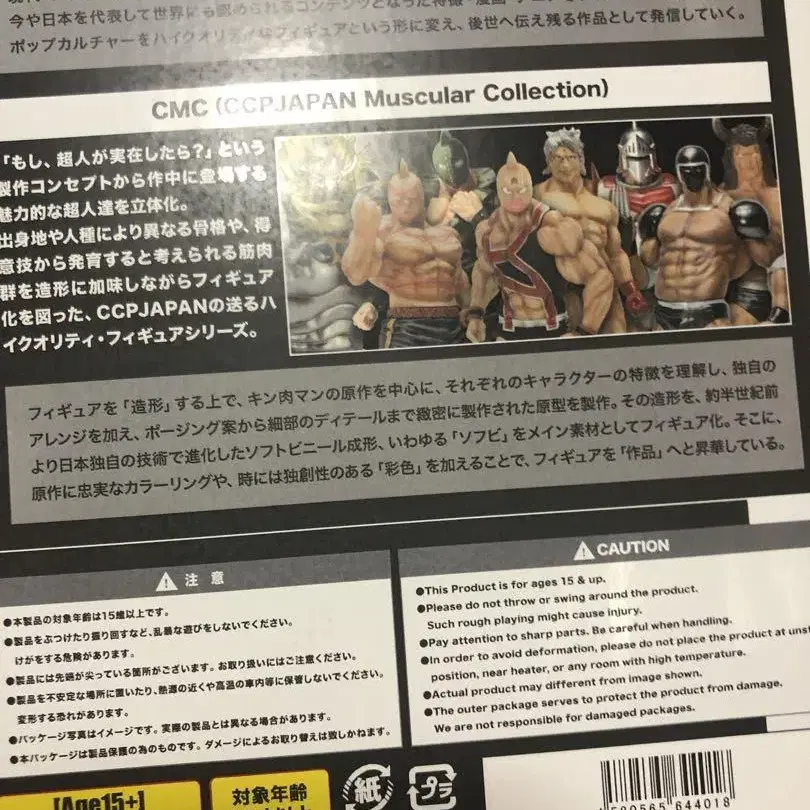 今や日本を代表して世界にも認められるコンテンツとなった特撮・漫画・
ポップカルチャーをハイクオリティなフィギュアという形に変え、後世へ伝え残る作品として発信していく。
CMC (CCPJAPAN Muscular Collection)
「もし、超人が実在したら?」という
製作コンセプトから作中に登場する
魅力的な超人達を立体化。
出身地や人種により異なる骨格や、得
意技から発育すると考えられる筋肉
群を造形に加味しながらフィギュア
化を図った、CCPJAPANの送るハ
イクオリティ・フィギュアシリーズ。
フィギュアを「造形」する上で、キン肉マンの原作を中心に、それぞれのキャラクターの特徴を理解し、独自の
アレンジを加え、ポージング案から細部のディテールまで緻密に製作された原型を製作。その造形を、約半世紀前
より日本独自の技術で進化したソフトビニール成形、いわゆる「ソフビ」をメイン素材としてフィギュア化。そこに、
原作に忠実なカラーリングや、時には独創性のある「彩色」を加えることで、フィギュアを「作品」へと昇華している。
注意
●本製品の対象年齢は15歳以上です。
●製品をぶつけたり振り回すなど、乱暴な遊びをしないでください。
けがをする危険があります。
●製品には先端が尖っている箇所がございます。お取り扱いにはご注意ください。
●製品を不安定な場所に置いたり、熱源の近くや高温の車内等に保管しないでください。
変形する恐れがあります。
●パッケージ写真はイメージです。実際の製品とは異なる場合があります。
●本パッケージは製品保護の為のものです。ダメージによるお取り替えは致しかねます。
CAUTION
●This Product is for ages 15 & up.
●Please do not throw or swing around the product.
Such rough playing might cause injury.
●Pay attention to sharp parts. Be careful when handling.
●In order to avoid deformation, please do not place the product at unst
position, near heater, or any room with high temperature.
●Actual product may different from image shown.
●The outer package serves to protect the product from damage.
We are not responsible for damaged packages.
[Age15+]
対象年齢
紙
プラ